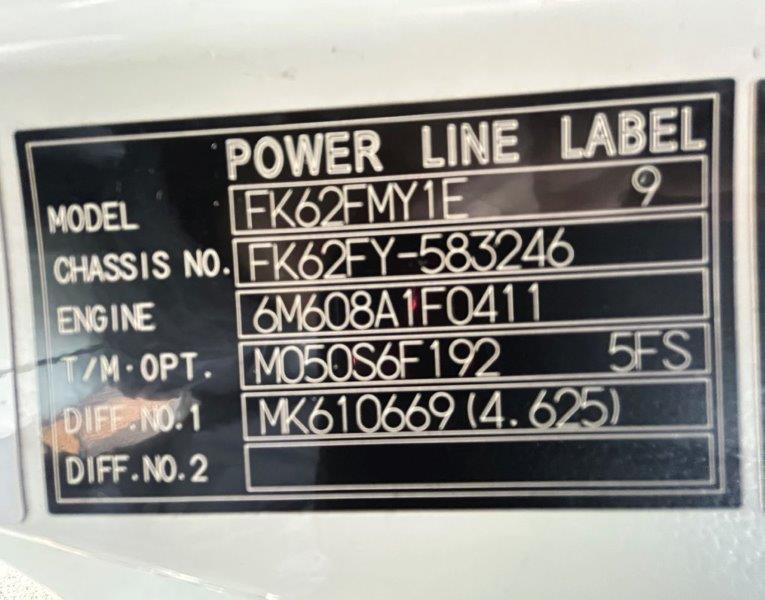 POWER LINE LABEL
MODEL FK62FMY1E 9
CHASSIS NO. FK62FY-583246
ENGINE 6M608A1F0411
T/M·OPT. M050S6F192 5FS
DIFF.NO.1 MK610669(4.625)
DIFF.NO.2